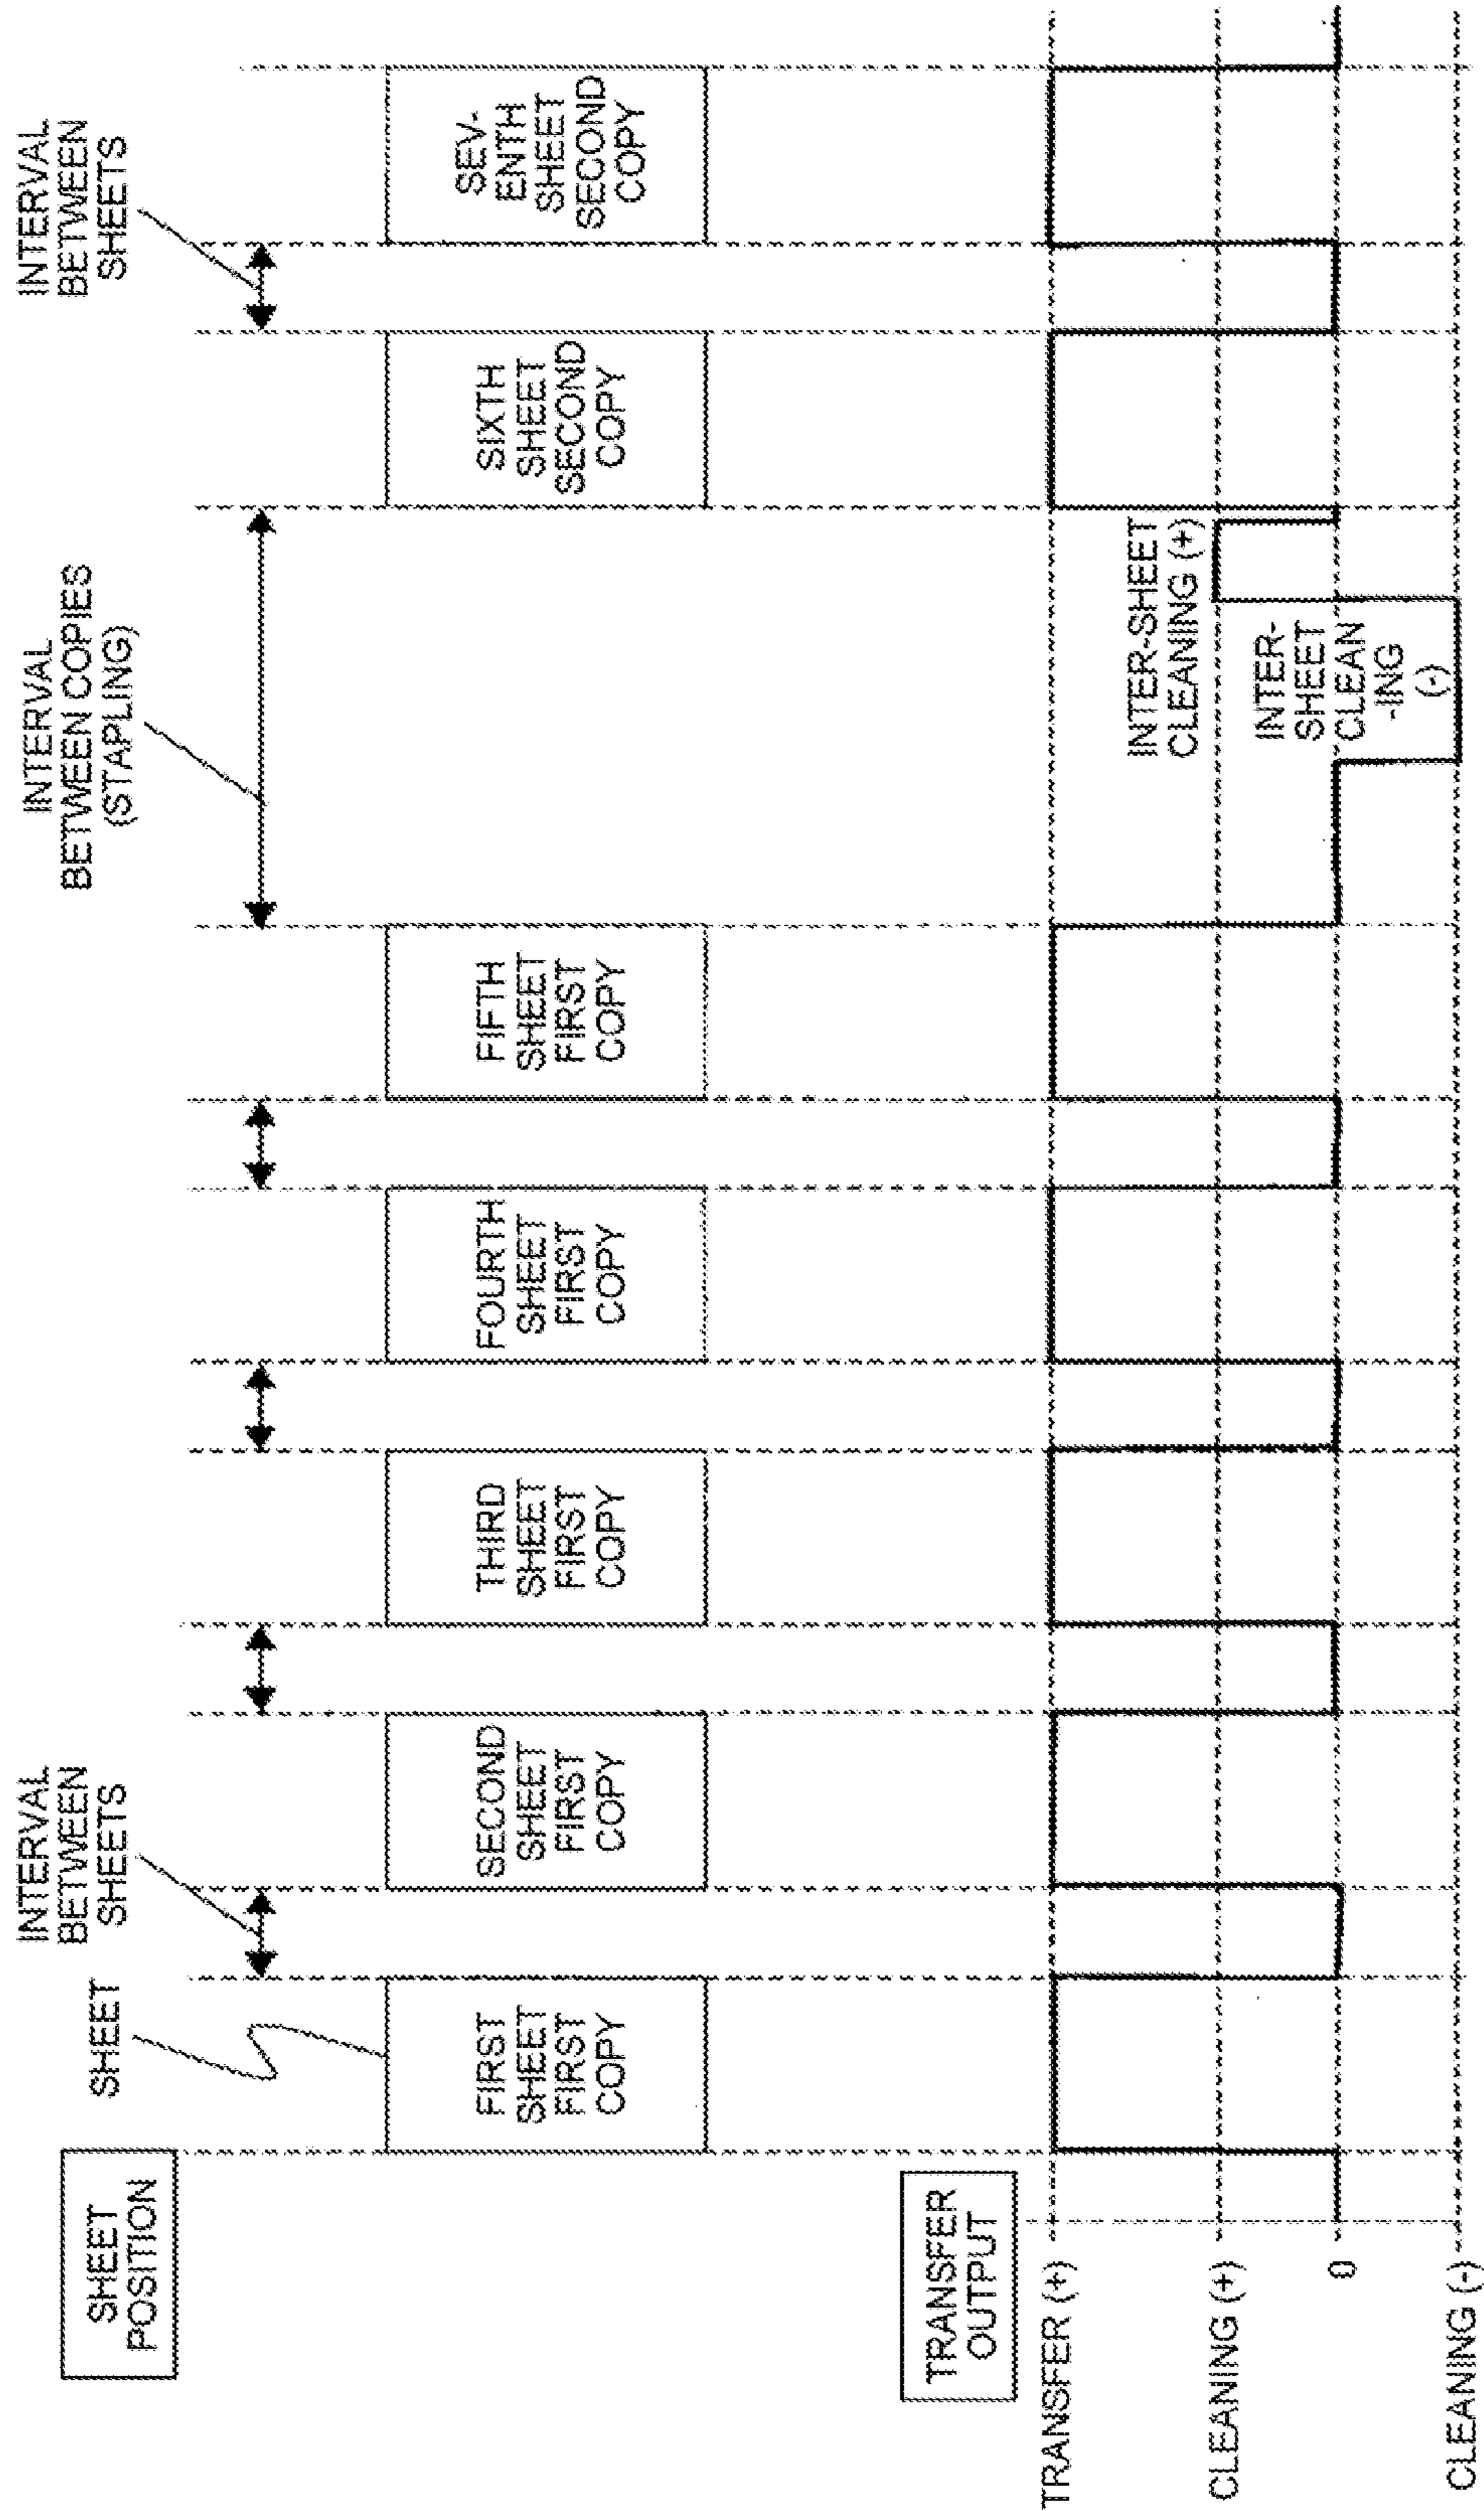 SHEET
POSITION
SHEET
INTERVAL
BETWEEN
SHEETS
INTERVAL
BETWEEN COPIES
(STAPLING)
INTERVAL
BETWEEN
SHEETS
FIRST
SHEET
FIRST
COPY
SECOND
SHEET
FIRST
COPY
THIRD
SHEET
FIRST
COPY
FOURTH
SHEET
FIRST
COPY
FIFTH
SHEET
FIRST
COPY
SIXTH
SHEET
SECOND
COPY
SEV-
ENTH
SHEET
SECOND
COPY
TRANSFER
OUTPUT
TRANSFER (+)
CLEANING (+)
0
CLEANING (-)
INTER-SHEET
CLEANING (+)
INTER-
SHEET
CLEAN
-ING
(-)